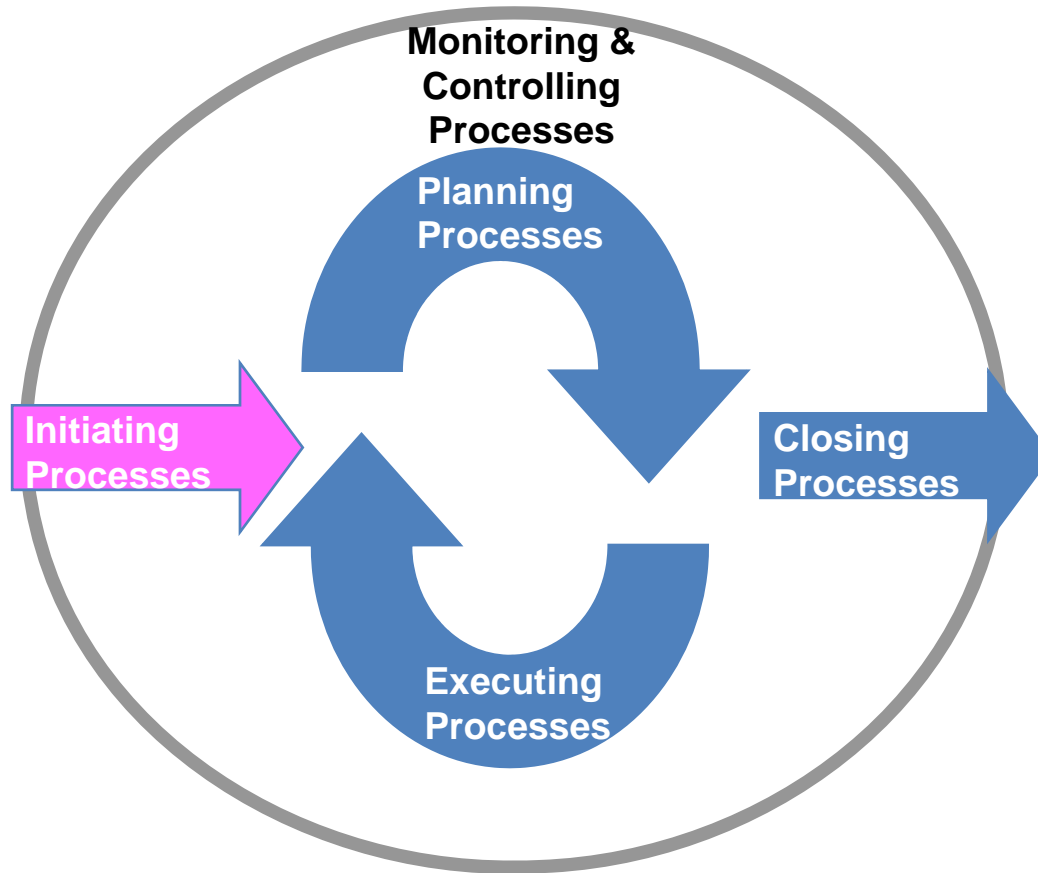 Monitoring &
Controlling
Processes
Planning
Processes
Initiating
Processes
Closing
Processes
Executing
Processes